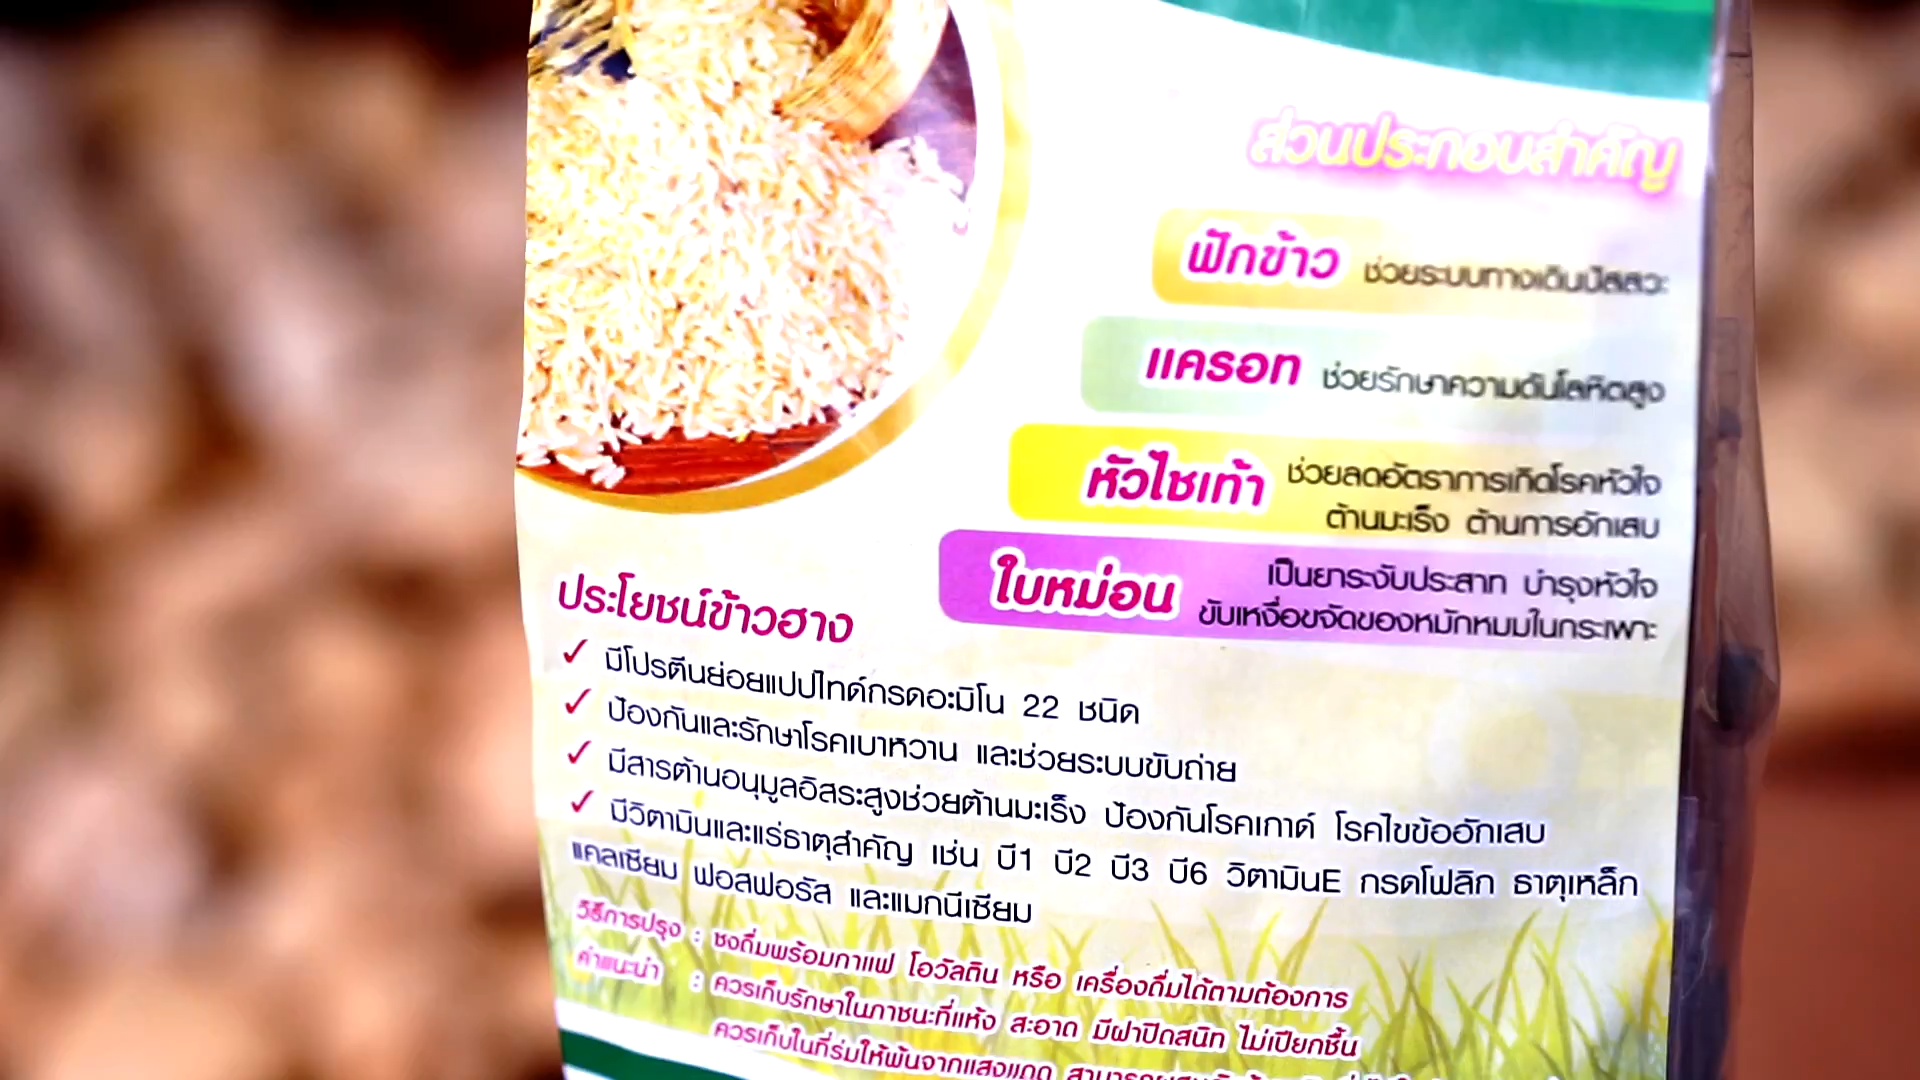 ส่วนประกอบสำคัญ
ฟักข้าว ช่วยระบบทางเดินปัสสวะ
แครอท ช่วยรักษาความดันโลหิตสูง
หัวไชเท้า ช่วยลดอัตราการเกิดโรคหัวใจ
ต้านมะเร็ง ต้านการอักเสบ
ใบหม่อน เป็นยาระงับประสาท บำรุงหัวใจ
ขับเหงื่อขจัดของหมักหมมในกระเพาะ
ประโยชน์ข้าวฮาง
✓ มีโปรตีนย่อยแปปไทด์กรดอะมิโน 22 ชนิด
✓ ป้องกันและรักษาโรคเบาหวาน และช่วยระบบขับถ่าย
✓ มีสารต้านอนุมูลอิสระสูงช่วยต้านมะเร็ง ป้องกันโรคเกาต์ โรคไขข้ออักเสบ
✓ มีวิตามินและแร่ธาตุสำคัญ เช่น บี1 บี2 บี3 บี6 วิตามินE กรดโฟลิก ธาตุเหล็ก
แคลเซียม ฟอสฟอรัส และแมกนีเซียม
วิธีการปรุง : ชงดื่มพร้อมกาแฟ โอวัลติน หรือ เครื่องดื่มได้ตามต้องการ
คำแนะนำ : ควรเก็บรักษาในภาชนะที่แห้ง สะอาด มีฝาปิดสนิท ไม่เปียกชื้น
ควรเก็บในที่ร่มให้พ้นจากแสงแดด